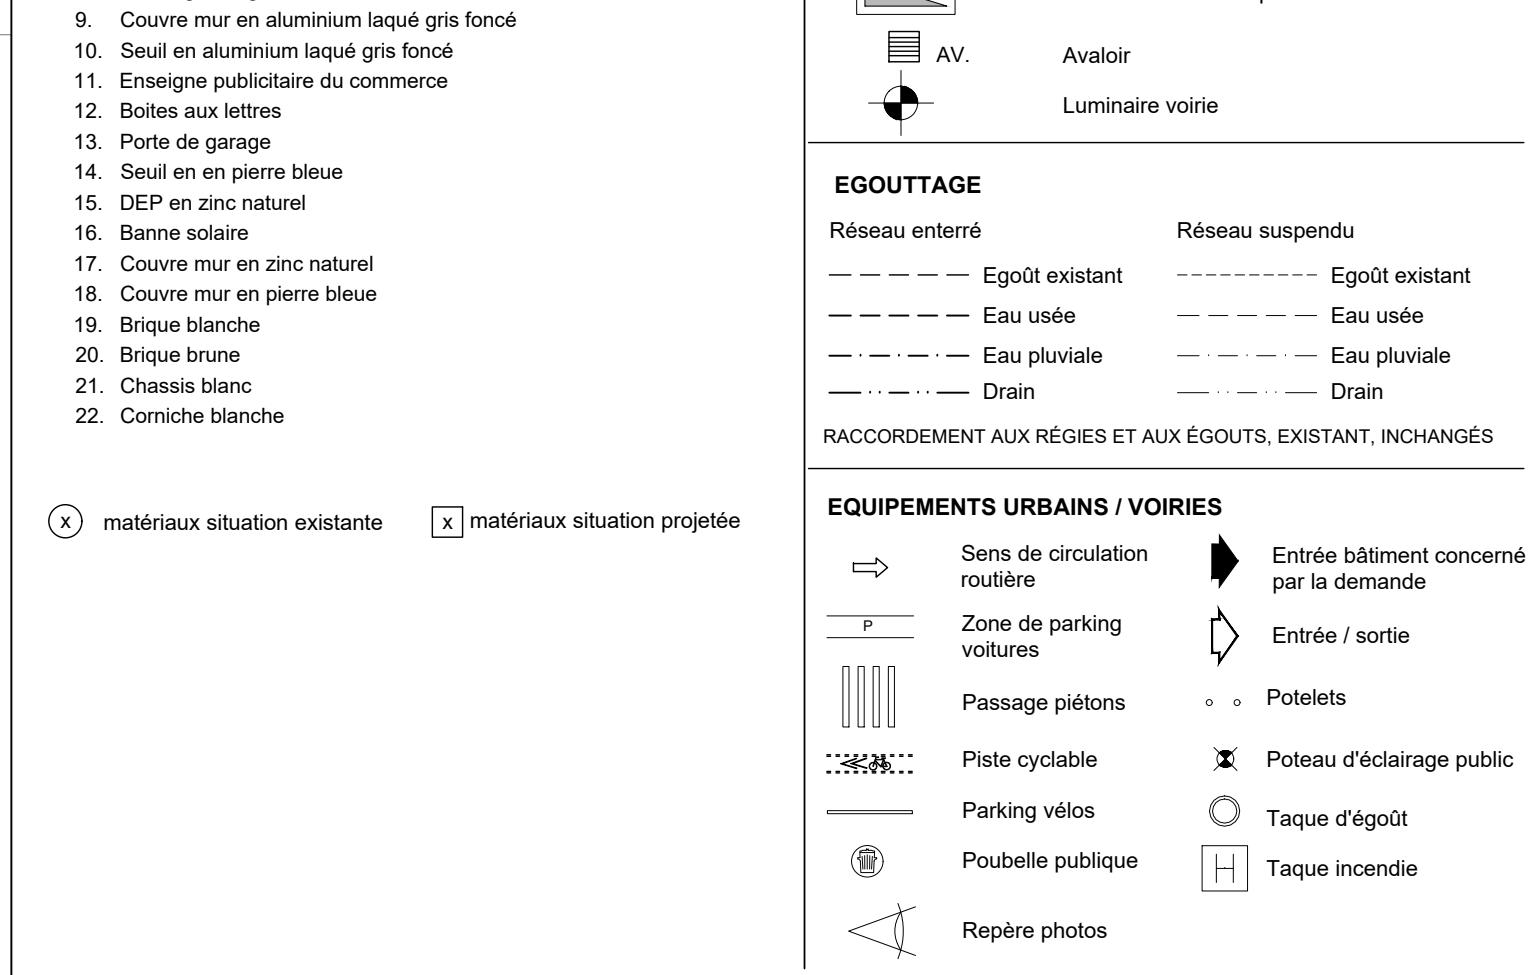 9. Couvre mur en aluminium laqué gris foncé
10. Seuil en aluminium laqué gris foncé
11. Enseigne publicitaire du commerce
12. Boites aux lettres
13. Porte de garage
14. Seuil en en pierre bleue
15. DEP en zinc naturel
16. Banne solaire
17. Couvre mur en zinc naturel
18. Couvre mur en pierre bleue
19. Brique blanche
20. Brique brune
21. Chassis blanc
22. Corniche blanche
x matériaux situation existante
x matériaux situation projetée
AV. Avaloir
Luminaire voirie
EGOUTTAGE
Réseau enterré
Réseau suspendu
Egoût existant
Egoût existant
Eau usée
Eau usée
Eau pluviale
Eau pluviale
Drain
Drain
RACCORDEMENT AUX RÉGIES ET AUX ÉGOUTS, EXISTANT, INCHANGÉS
EQUIPEMENTS URBAINS / VOIRIES
Sens de circulation
routière
Entrée bâtiment concerné
par la demande
P
Zone de parking
voitures
Entrée / sortie
Passage piétons
Potelets
Piste cyclable
Poteau d'éclairage public
Parking vélos
Taque d'égoût
Poubelle publique
H
Taque incendie
Repère photos